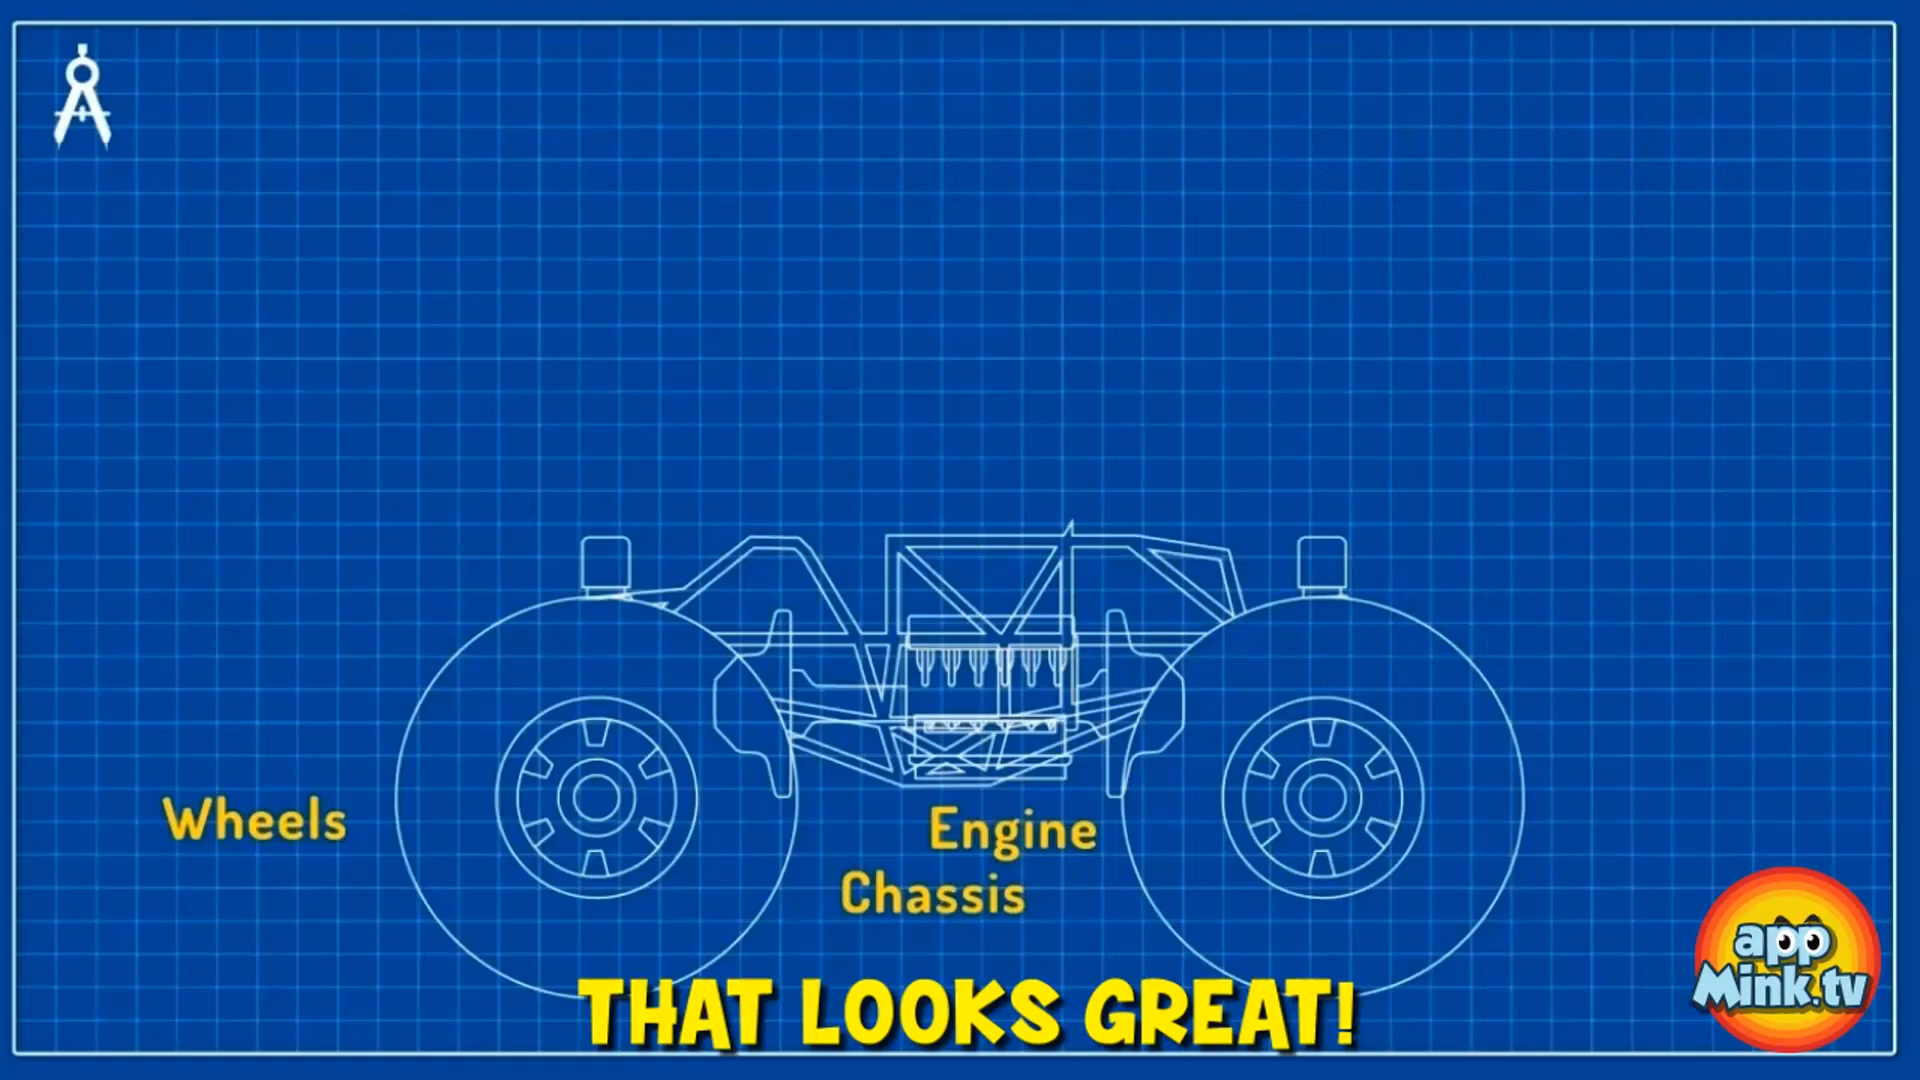 Wheels
Engine
Chassis
THAT LOOKS GREAT!
app
Mink.tv